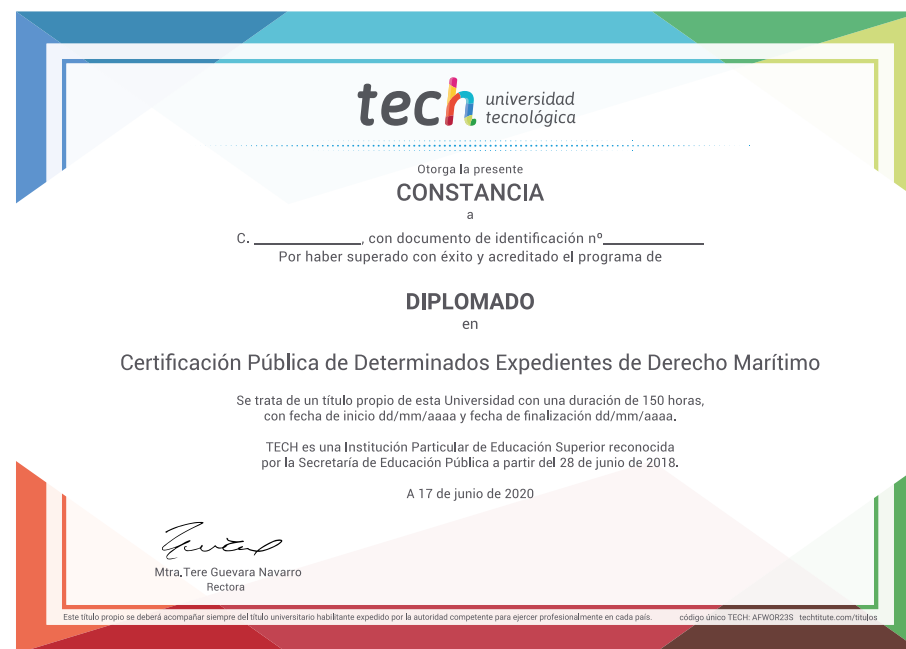 tech universidad
tecnológica
Otorga la presente
CONSTANCIA
a
C. ____________, con documento de identificación nº____________
Por haber superado con éxito y acreditado el programa de
DIPLOMADO
en
Certificación Pública de Determinados Expedientes de Derecho Marítimo
Se trata de un título propio de esta Universidad con una duración de 150 horas,
con fecha de inicio dd/mm/aaaa y fecha de finalización dd/mm/aaaa.
TECH es una Institución Particular de Educación Superior reconocida
por la Secretaría de Educación Pública a partir del 28 de junio de 2018.
A 17 de junio de 2020
Mtra.Tere Guevara Navarro
Rectora
Este título propio se deberá acompañar siempre del título universitario habilitante expedido por la autoridad competente para ejercer profesionalmente en cada país. código único TECH: AFWOR23S techtitute.com/titulos